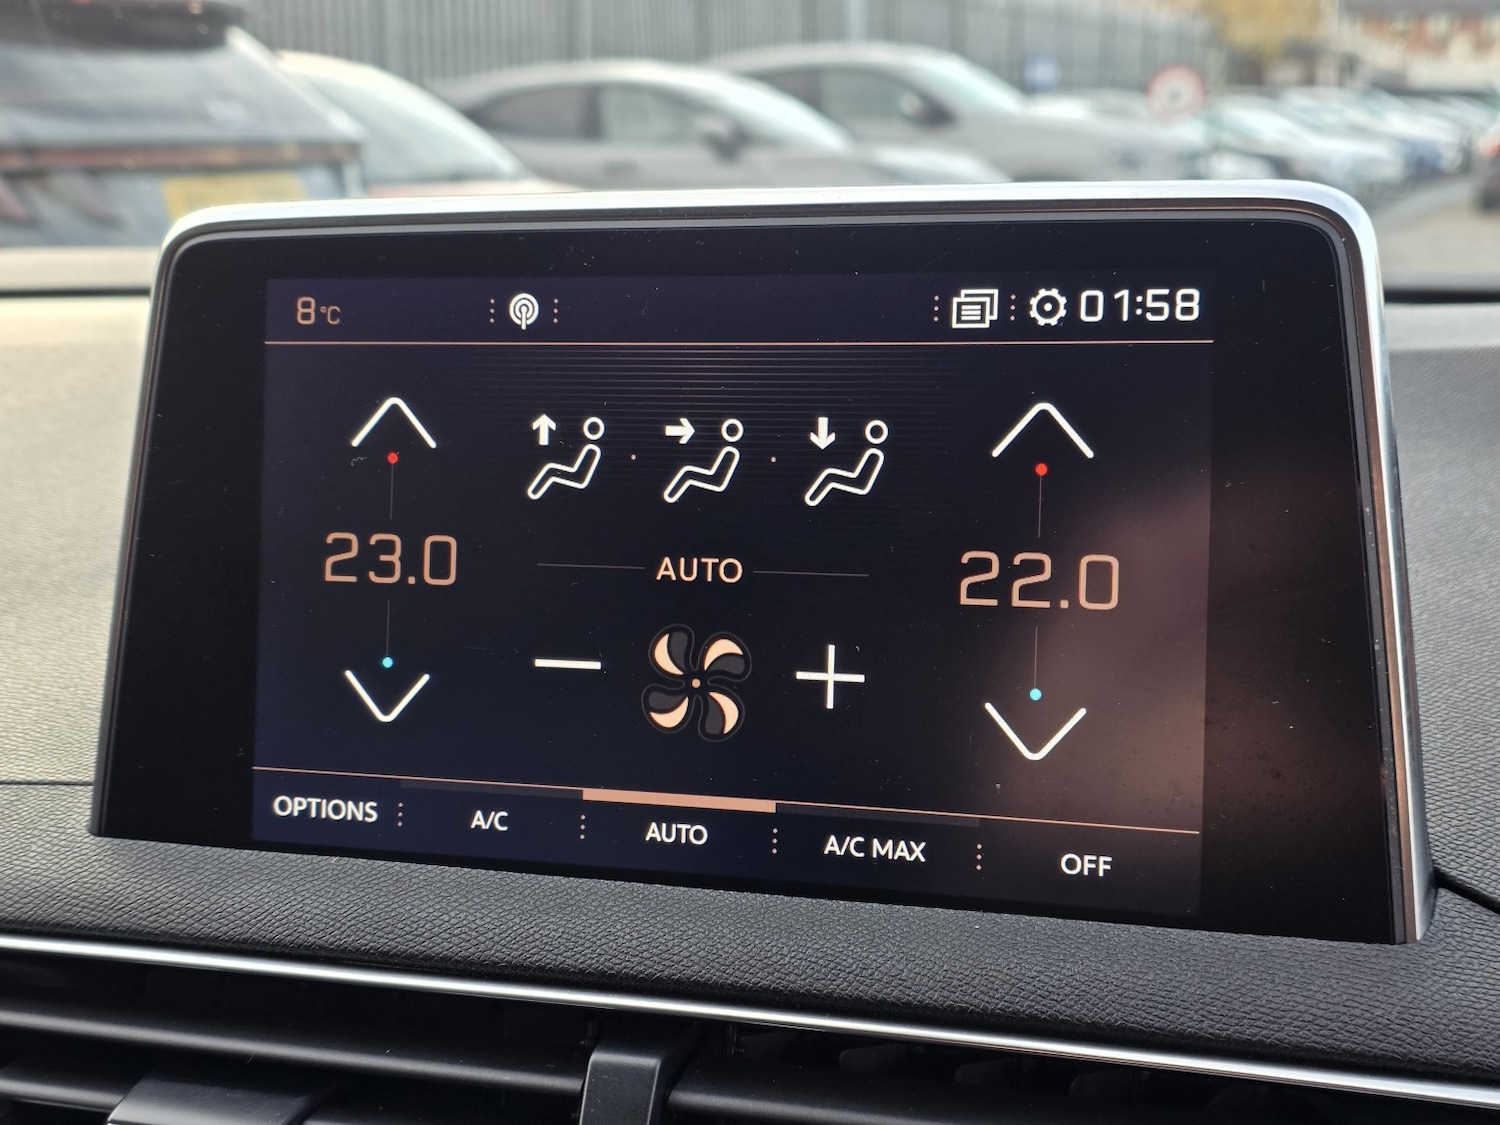 8°C 01:58
23.0
AUTO
22.0
OPTIONS A/C AUTO A/C MAX OFF